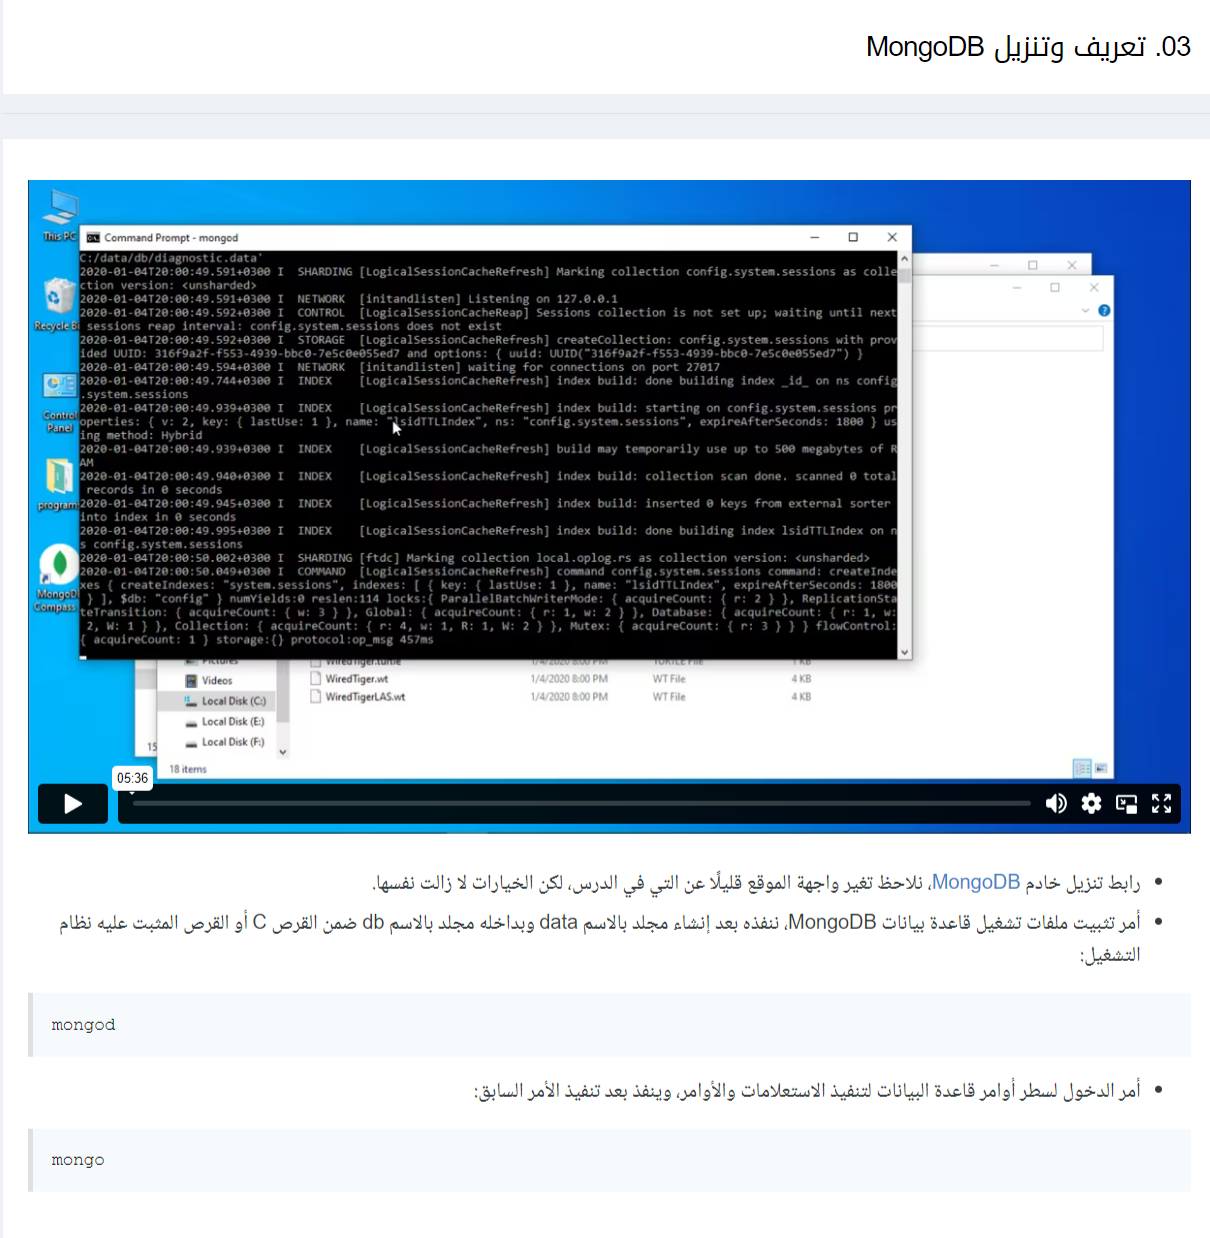 03. تعريف وتنزيل MongoDB
This PC
Command Prompt - mongod
C:/data/db/diagnostic.data'
2020-01-04T20:00:49.591+0300 I  SHARDING [LogicalSessionCacheRefresh] Marking collection config.system.sessions as colle
ction version: <unsharded>
2020-01-04T20:00:49.591+0300 I  NETWORK  [initandlisten] Listening on 127.0.0.1
2020-01-04T20:00:49.592+0300 I  CONTROL  [LogicalSessionCacheReap] Sessions collection is not set up; waiting until next
 sessions reap interval: config.system.sessions does not exist
2020-01-04T20:00:49.592+0300 I  STORAGE  [LogicalSessionCacheRefresh] createCollection: config.system.sessions with prov
ided UUID: 316f9a2f-f553-4939-bbc0-7e5c0e055ed7 and options: { uuid: UUID("316f9a2f-f553-4939-bbc0-7e5c0e055ed7") }
2020-01-04T20:00:49.594+0300 I  NETWORK  [initandlisten] waiting for connections on port 27017
2020-01-04T20:00:49.744+0300 I  INDEX    [LogicalSessionCacheRefresh] index build: done building index _id_ on ns config
.system.sessions
2020-01-04T20:00:49.939+0300 I  INDEX    [LogicalSessionCacheRefresh] index build: starting on config.system.sessions pr
operties: { v: 2, key: { lastUse: 1 }, name: "lsidTTLIndex", ns: "config.system.sessions", expireAfterSeconds: 1800 } us
ing method: Hybrid
2020-01-04T20:00:49.939+0300 I  INDEX    [LogicalSessionCacheRefresh] build may temporarily use up to 500 megabytes of R
AM
2020-01-04T20:00:49.940+0300 I  INDEX    [LogicalSessionCacheRefresh] index build: collection scan done. scanned 0 total
 records in 0 seconds
2020-01-04T20:00:49.945+0300 I  INDEX    [LogicalSessionCacheRefresh] index build: inserted 0 keys from external sorter
into index in 0 seconds
2020-01-04T20:00:49.995+0300 I  INDEX    [LogicalSessionCacheRefresh] index build: done building index lsidTTLIndex on n
s config.system.sessions
2020-01-04T20:00:50.002+0300 I  SHARDING [ftdc] Marking collection local.oplog.rs as collection version: <unsharded>
2020-01-04T20:00:50.049+0300 I  COMMAND  [LogicalSessionCacheRefresh] command config.system.sessions command: createInde
xes { createIndexes: "system.sessions", indexes: [ { key: { lastUse: 1 }, name: "lsidTTLIndex", expireAfterSeconds: 1800
 } ], $db: "config" } numYields:0 reslen:114 locks:{ ParallelBatchWriterMode: { acquireCount: { r: 2 } }, ReplicationSta
teTransition: { acquireCount: { w: 3 } }, Global: { acquireCount: { r: 1, w: 2 } }, Database: { acquireCount: { r: 1, w:
 2, W: 1 } }, Collection: { acquireCount: { r: 4, w: 1, R: 1, W: 2 } }, Mutex: { acquireCount: { r: 3 } } } flowControl:
{ acquireCount: 1 } storage:{} protocol:op_msg 457ms
Recycle B
Control
Panel
program
MongoD
Compass
Pictures
Videos
Local Disk (C:)
Local Disk (E:)
Local Disk (F:)
WiredTiger.turtle 1/4/2020 8:00 PM TURTLE File 1 KB
WiredTiger.wt 1/4/2020 8:00 PM WT File 4 KB
WiredTigerLAS.wt 1/4/2020 8:00 PM WT File 4 KB
15
18 items
05:36
• رابط تنزيل خادم MongoDB، نلاحظ تغير واجهة الموقع قليلًا عن التي في الدرس، لكن الخيارات لا زالت نفسها.
• أمر تثبيت ملفات تشغيل قاعدة بيانات MongoDB، ننفذه بعد إنشاء مجلد بالاسم data وبداخله مجلد بالاسم db ضمن القرص C أو القرص المثبت عليه نظام
التشغيل:
mongod
• أمر الدخول لسطر أوامر قاعدة البيانات لتنفيذ الاستعلامات والأوامر، وينفذ بعد تنفيذ الأمر السابق:
mongo